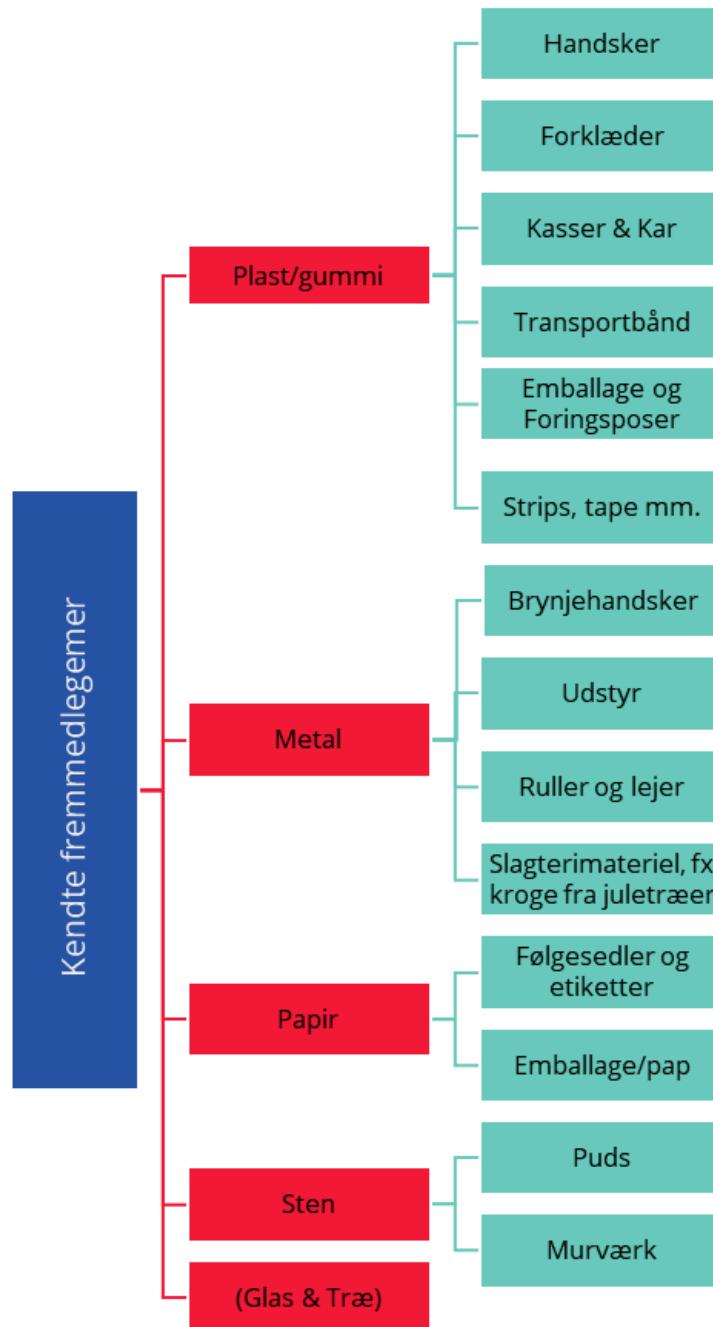 Kendte fremmedlegemer
Plast/gummi
Handsker
Forklæder
Kasser & Kar
Transportbånd
Emballage og
Foringsposer
Strips, tape mm.
Metal
Brynjehandsker
Udstyr
Ruller og lejer
Slagterimateriel, fx
kroge fra juletræer
Papir
Følgesedler og
etiketter
Emballage/pap
Sten
Puds
Murværk
(Glas & Træ)